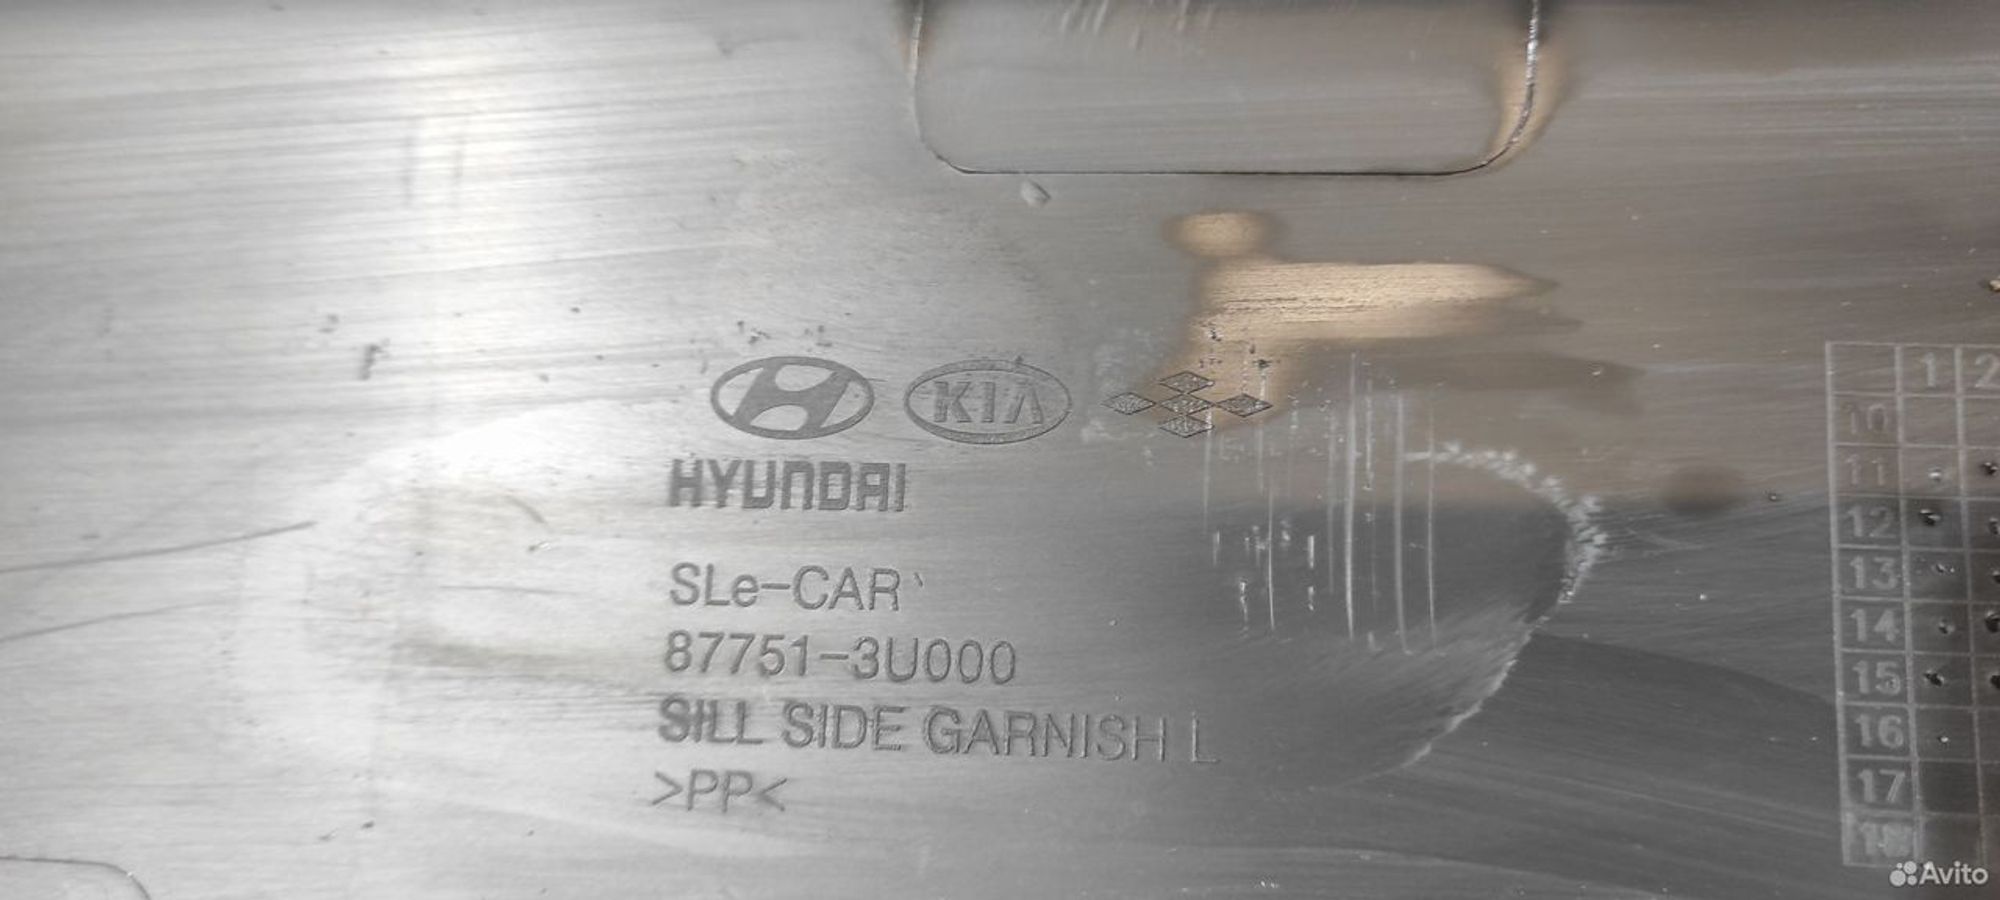 KIA
HYUNDAI
SLe-CAR
87751-3U000
SILL SIDE GARNISH L
>PP<
1 2
10
11
12
13
14
15
16
17
18
Avito